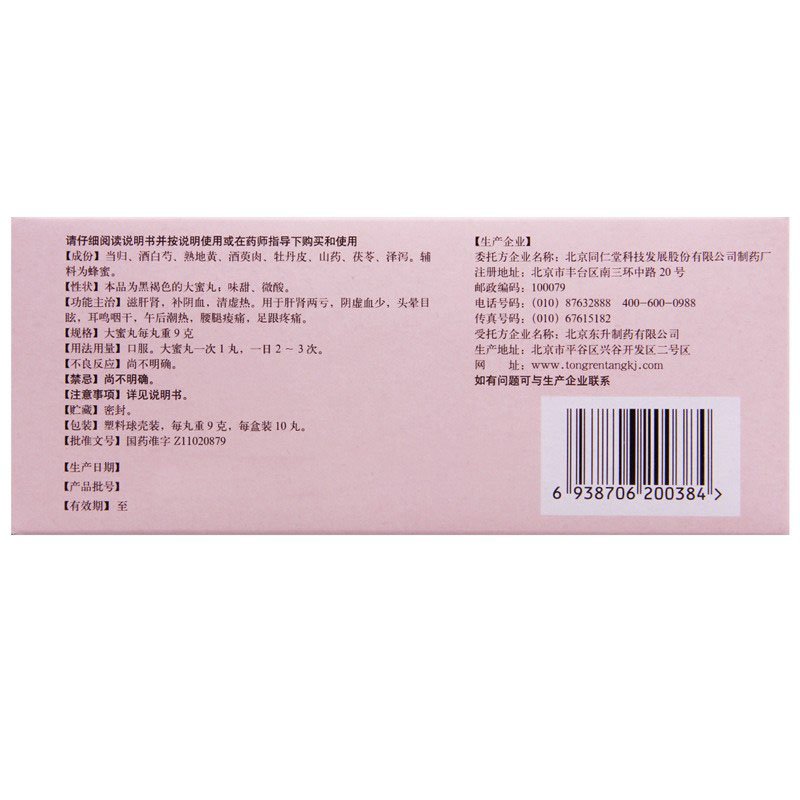 请仔细阅读说明书并按说明使用或在药师指导下购买和使用
【成份】当归、酒白芍、熟地黄、酒萸肉、牡丹皮、山药、茯苓、泽泻。辅
料为蜂蜜。
【性状】本品为黑褐色的大蜜丸；味甜、微酸。
【功能主治】滋肝肾，补阴血，清虚热。用于肝肾两亏，阴虚血少，头晕目
眩，耳鸣咽干，午后潮热，腰腿痠痛，足跟疼痛。
【规格】大蜜丸每丸重 9 克
【用法用量】口服。大蜜丸一次 1 丸，一日 2 ~ 3 次。
【不良反应】尚不明确。
【禁忌】尚不明确。
【注意事项】详见说明书。
【贮藏】密封。
【包装】塑料球壳装，每丸重 9 克，每盒装 10 丸。
【批准文号】国药准字 Z11020879
【生产日期】
【产品批号】
【有效期】至
【生产企业】
委托方企业名称：北京同仁堂科技发展股份有限公司制药厂
注册地址：北京市丰台区南三环中路 20 号
邮政编码：100079
电话号码：(010) 87632888 400-600-0988
传真号码：(010) 67615182
受托方企业名称：北京东升制药有限公司
生产地址：北京市平谷区兴谷开发区二号区
网 址：www.tongrentangkj.com
如有问题可与生产企业联系
6 938706 200384 >